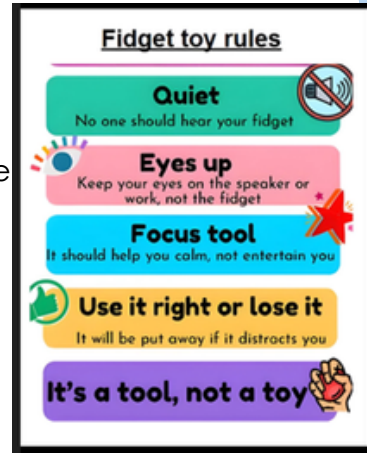 Fidget toy rules
Quiet
No one should hear your fidget
e
Eyes up
Keep your eyes on the speaker or
work, not the fidget
Focus tool
It should help you calm, not entertain you
Use it right or lose it
It will be put away if it distracts you
It's a tool, not a toy